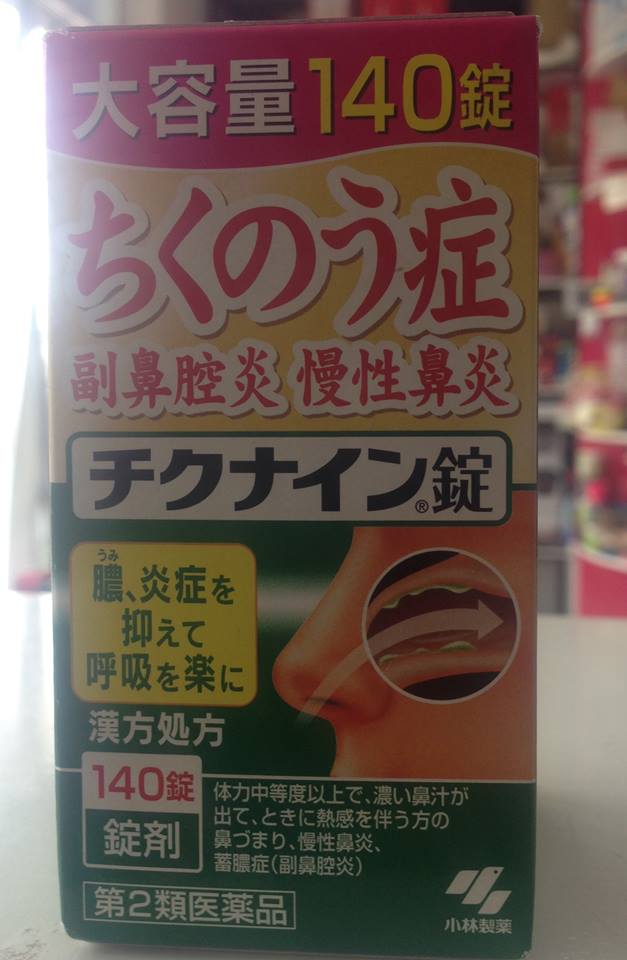 大容量140錠
ちくのう症
副鼻腔炎 慢性鼻炎
チクナイン®錠
うみ
膿、炎症を
抑えて
呼吸を楽に
漢方処方
140錠
錠剤
体力中等度以上で、濃い鼻汁が
出て、ときに熱感を伴う方の
鼻づまり、慢性鼻炎、
蓄膿症(副鼻腔炎)
第2類医薬品
小林製薬